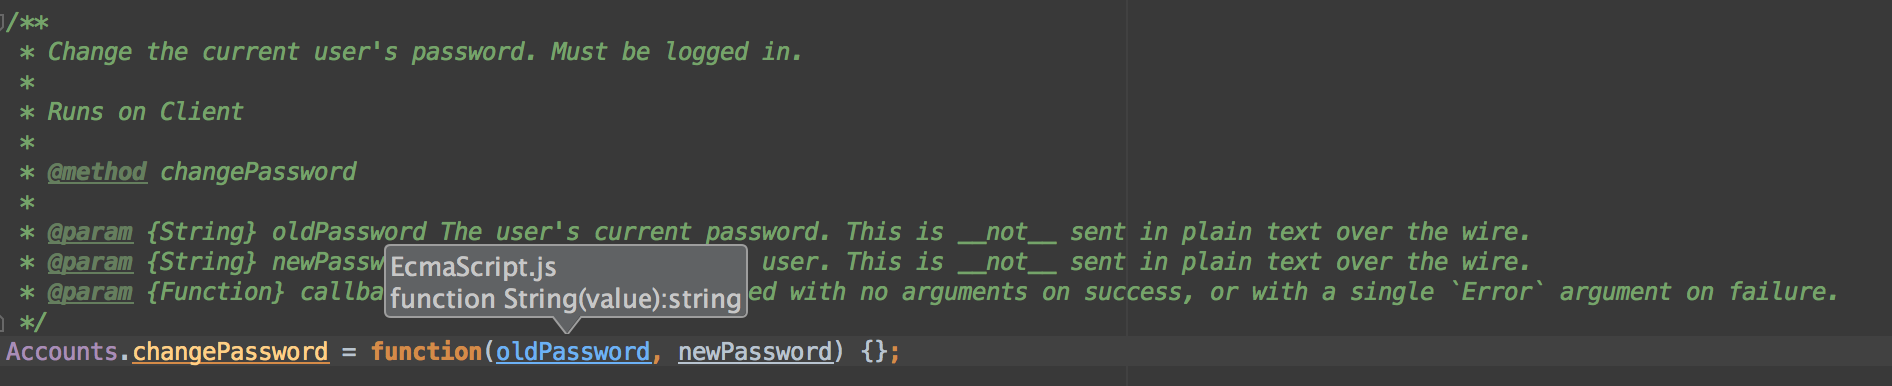 /**
 * Change the current user's password. Must be logged in.
 *
 * Runs on Client
 *
 * @method changePassword
 *
 * @param {String} oldPassword The user's current password. This is __not__ sent in plain text over the wire.
 * @param {String} newPassw user. This is __not__ sent in plain text over the wire.
EcmaScript.js
 * @param {Function} callba ed with no arguments on success, or with a single `Error` argument on failure.
function String(value):string
 */
Accounts.changePassword = function(oldPassword, newPassword) {};